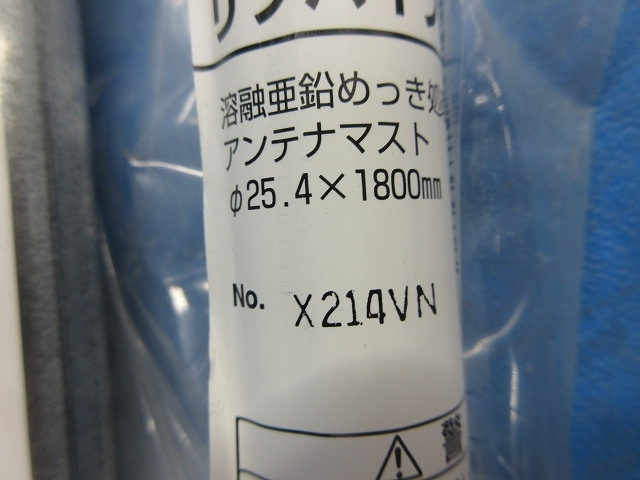 溶融亜鉛めっき処
アンテナマスト
φ25.4×1800mm
No. X214VN
警